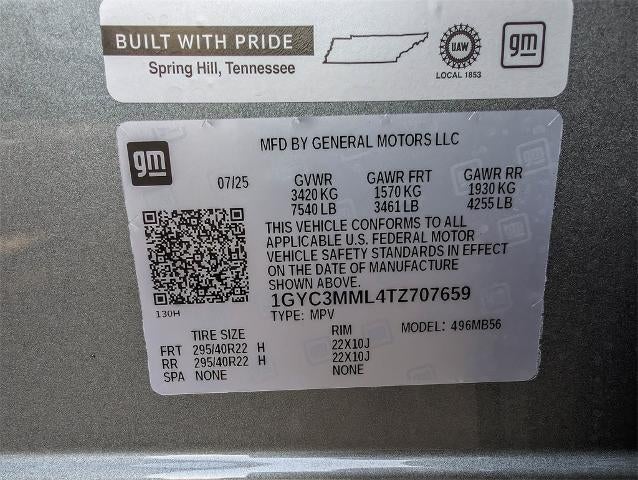 BUILT WITH PRIDE
Spring Hill, Tennessee
UAW
LOCAL 1853
gm
gm
MFD BY GENERAL MOTORS LLC
07/25
GVWR GAWR FRT GAWR RR
3420 KG 1570 KG 1930 KG
7540 LB 3461 LB 4255 LB
THIS VEHICLE CONFORMS TO ALL
APPLICABLE U.S. FEDERAL MOTOR
VEHICLE SAFETY STANDARDS IN EFFECT
ON THE DATE OF MANUFACTURE
SHOWN ABOVE.
1GYC3MML4TZ707659
130H
TYPE: MPV
MODEL: 496MB56
TIRE SIZE RIM
FRT 295/40R22 H 22X10J
RR 295/40R22 H 22X10J
SPA NONE NONE